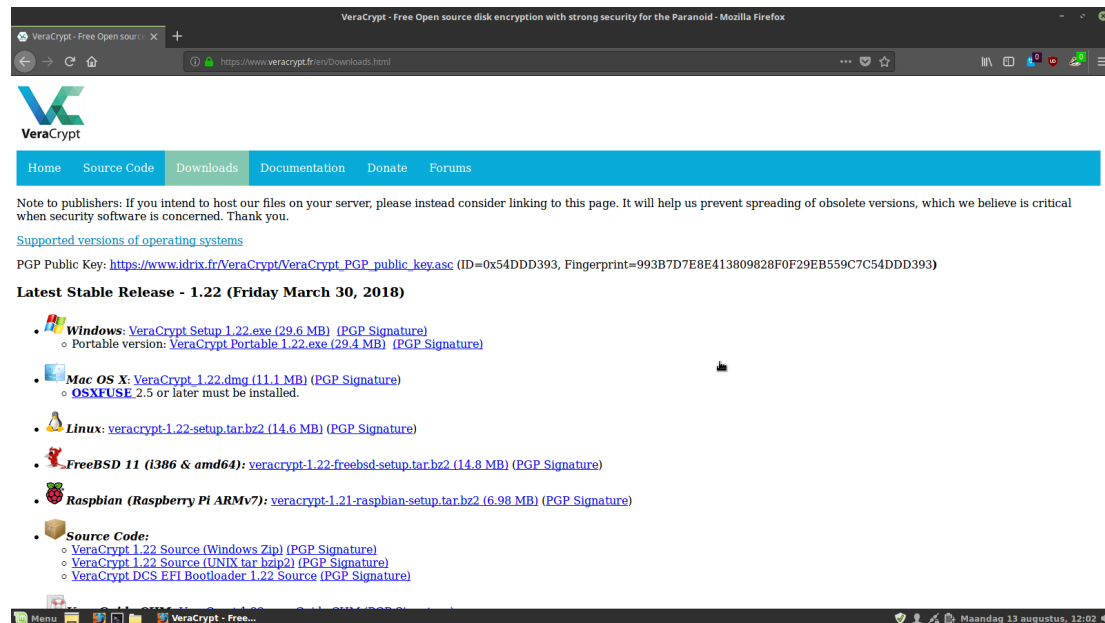 VeraCrypt - Free Open source disk encryption with strong security for the Paranoid - Mozilla Firefox
VeraCrypt - Free Open sourc
https://www.veracrypt.fr/en/Downloads.html
0
0
VeraCrypt
Home Source Code Downloads Documentation Donate Forums
Note to publishers: If you intend to host our files on your server, please instead consider linking to this page. It will help us prevent spreading of obsolete versions, which we believe is critical
when security software is concerned. Thank you.
Supported versions of operating systems
PGP Public Key: https://www.idrix.fr/VeraCrypt/VeraCrypt_PGP_public_key.asc (ID=0x54DDD393, Fingerprint=993B7D7E8E413809828F0F29EB559C7C54DDD393)
Latest Stable Release - 1.22 (Friday March 30, 2018)
Windows: VeraCrypt Setup 1.22.exe (29.6 MB) (PGP Signature)
Portable version: VeraCrypt Portable 1.22.exe (29.4 MB) (PGP Signature)
Mac OS X: VeraCrypt_1.22.dmg (11.1 MB) (PGP Signature)
OSXFUSE 2.5 or later must be installed.
Linux: veracrypt-1.22-setup.tar.bz2 (14.6 MB) (PGP Signature)
FreeBSD 11 (i386 & amd64): veracrypt-1.22-freebsd-setup.tar.bz2 (14.8 MB) (PGP Signature)
Raspbian (Raspberry Pi ARMv7): veracrypt-1.21-raspbian-setup.tar.bz2 (6.98 MB) (PGP Signature)
Source Code:
VeraCrypt 1.22 Source (Windows Zip) (PGP Signature)
VeraCrypt 1.22 Source (UNIX tar bzip2) (PGP Signature)
VeraCrypt DCS EFI Bootloader 1.22 Source (PGP Signature)
Menu VeraCrypt - Free... Maandag 13 augustus, 12:02